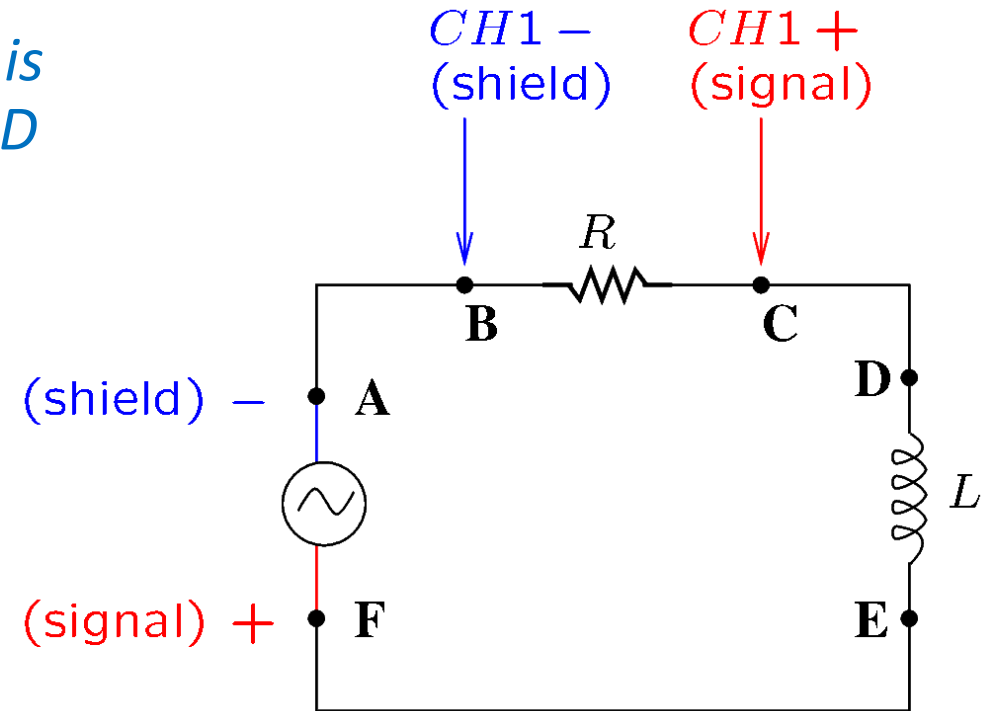 is
D
CH1 − CH1 +
(shield) (signal)
R
B C
D
(shield) − A
L
(signal) + F E